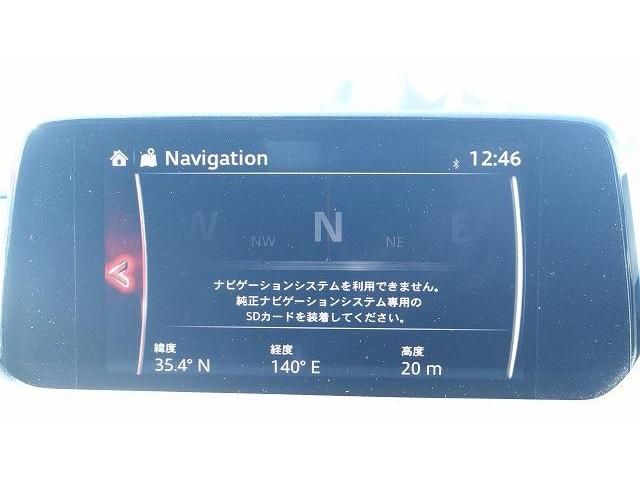 Navigation 12:46
W NW N NE E
ナビゲーションシステムを利用できません。
純正ナビゲーションシステム専用の
SDカードを装着してください。
緯度 経度 高度
35.4° N 140° E 20 m